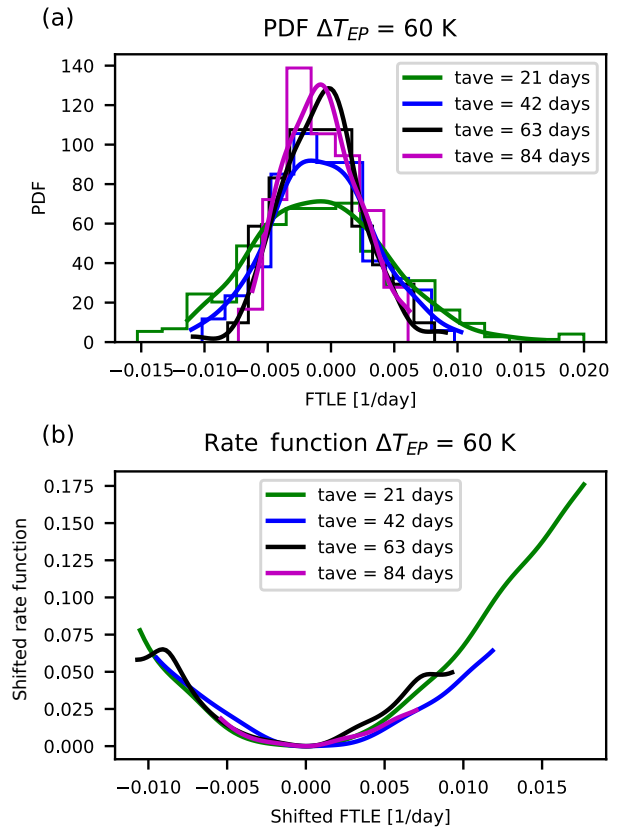 (a)
PDF ΔT_EP = 60 K
140
120
100
80
60
40
20
0
PDF
tave = 21 days
tave = 42 days
tave = 63 days
tave = 84 days
−0.015 −0.010 −0.005 0.000 0.005 0.010 0.015 0.020
FTLE [1/day]
(b)
Rate function ΔT_EP = 60 K
0.175
0.150
0.125
0.100
0.075
0.050
0.025
0.000
Shifted rate function
tave = 21 days
tave = 42 days
tave = 63 days
tave = 84 days
−0.010 −0.005 0.000 0.005 0.010 0.015
Shifted FTLE [1/day]